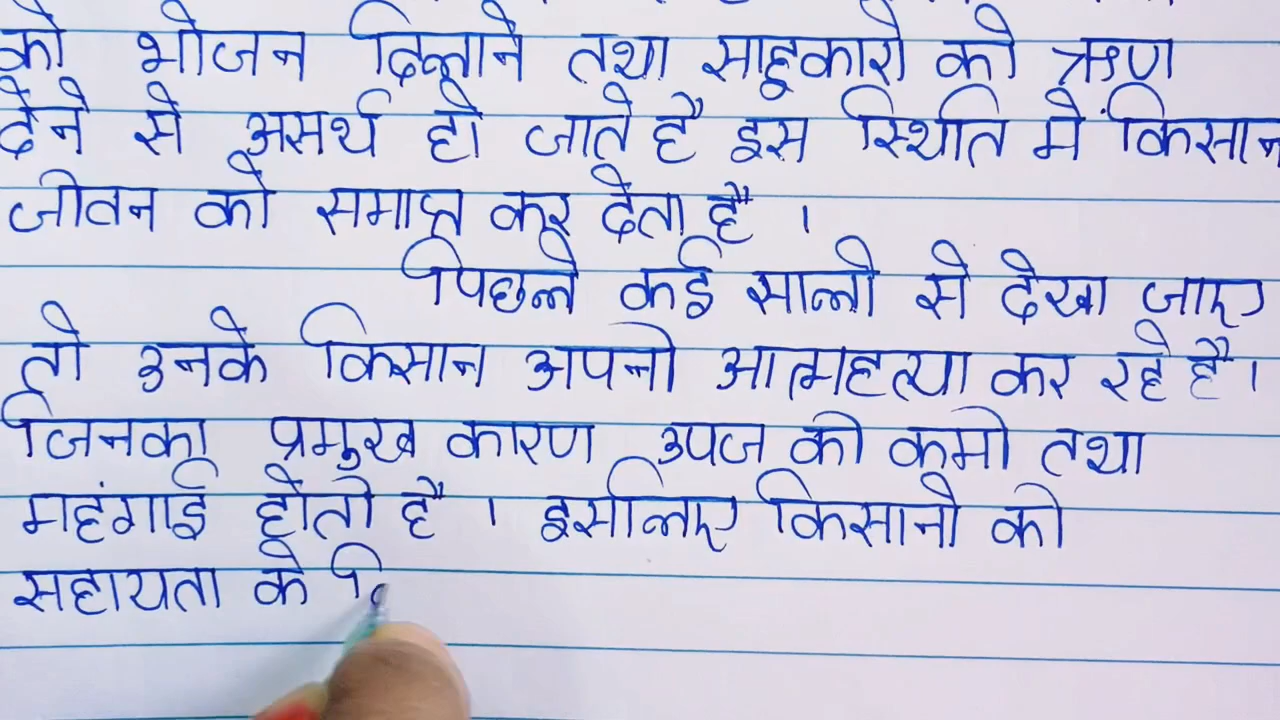 को भोजन दिलाने तथा साहूकारो को ऋण
देने से असर्थ हो जाते है इस स्थिति में किसान
जीवन को समाप्त कर देता है ।
पिछले कई सालो से देखा जाए
तो उनके किसान अपनी आत्महत्या कर रहे है ।
जिनका प्रमुख कारण उपज की कमी तथा
महंगाई होती है । इसलिए किसानो की
सहायता के